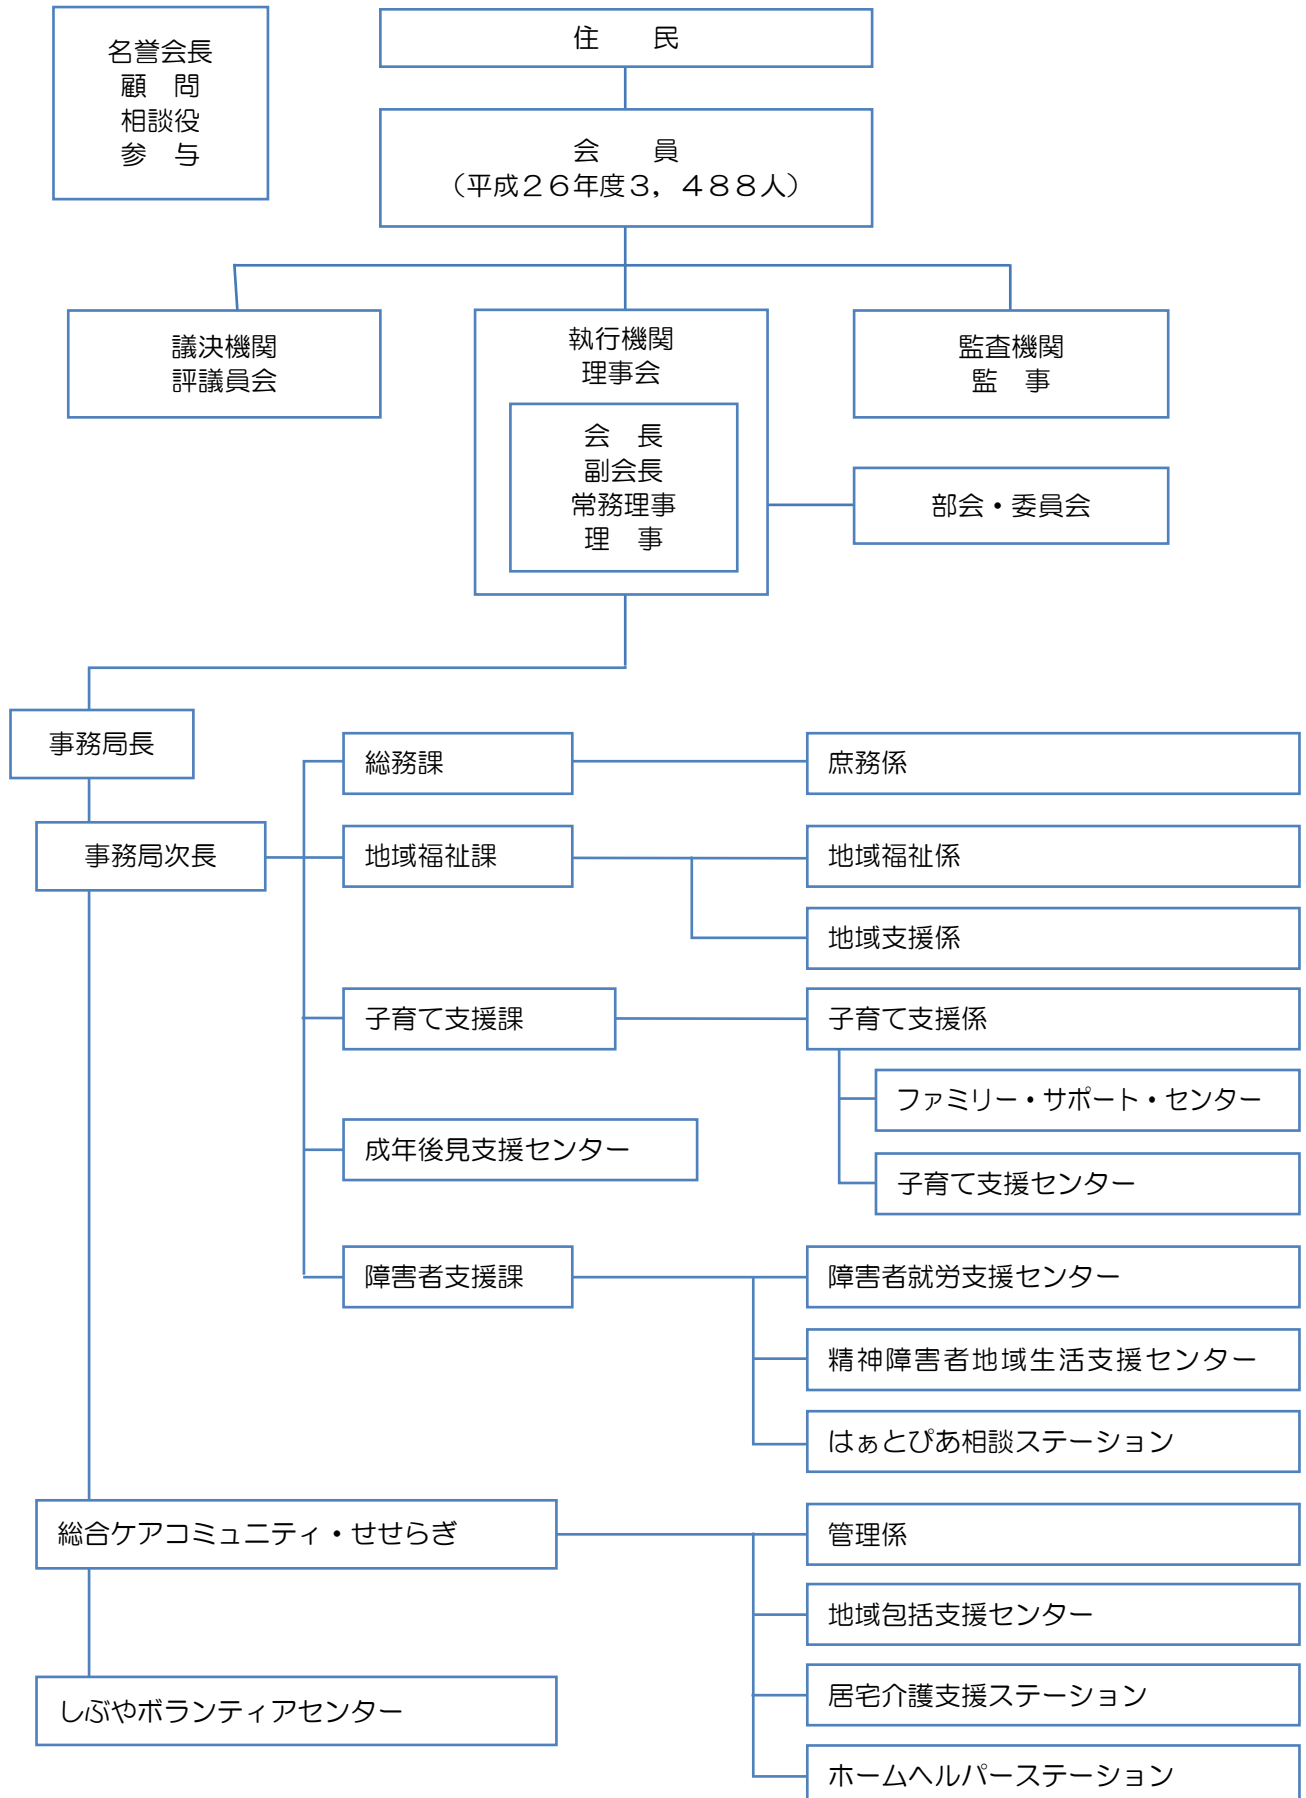 名誉会長
顧　問
相談役
参　与
住　　民
会　　員
（平成２６年度３，４８８人）
議決機関
評議員会
執行機関
理事会
会　長
副会長
常務理事
理　事
監査機関
監　事
部会・委員会
事務局長
事務局次長
総務課
庶務係
地域福祉課
地域福祉係
地域支援係
子育て支援課
子育て支援係
ファミリー・サポート・センター
子育て支援センター
成年後見支援センター
障害者支援課
障害者就労支援センター
精神障害者地域生活支援センター
はぁとぴあ相談ステーション
総合ケアコミュニティ・せせらぎ
管理係
地域包括支援センター
居宅介護支援ステーション
ホームヘルパーステーション
しぶやボランティアセンター